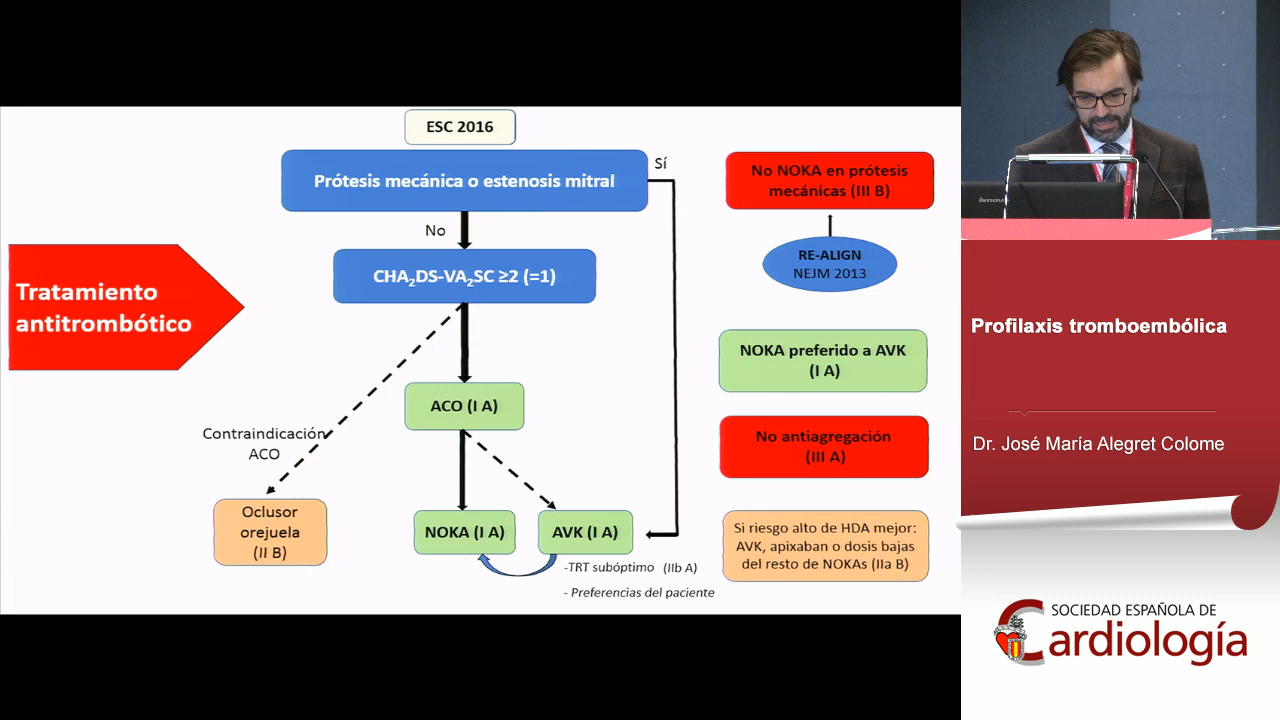 ESC 2016
Prótesis mecánica o estenosis mitral
Sí
No
CHA2DS-VA2SC ≥2 (=1)
Tratamiento
antitrombótico
ACO (I A)
Contraindicación
ACO
Oclusor
orejuela
(II B)
NOKA (I A)
AVK (I A)
-TRT subóptimo (IIb A)
- Preferencias del paciente
No NOKA en prótesis
mecánicas (III B)
RE-ALIGN
NEJM 2013
NOKA preferido a AVK
(I A)
No antiagregación
(III A)
Si riesgo alto de HDA mejor:
AVK, apixaban o dosis bajas
del resto de NOKAs (IIa B)
Profilaxis tromboembólica
Dr. José María Alegret Colome
SOCIEDAD ESPAÑOLA DE
Cardiología